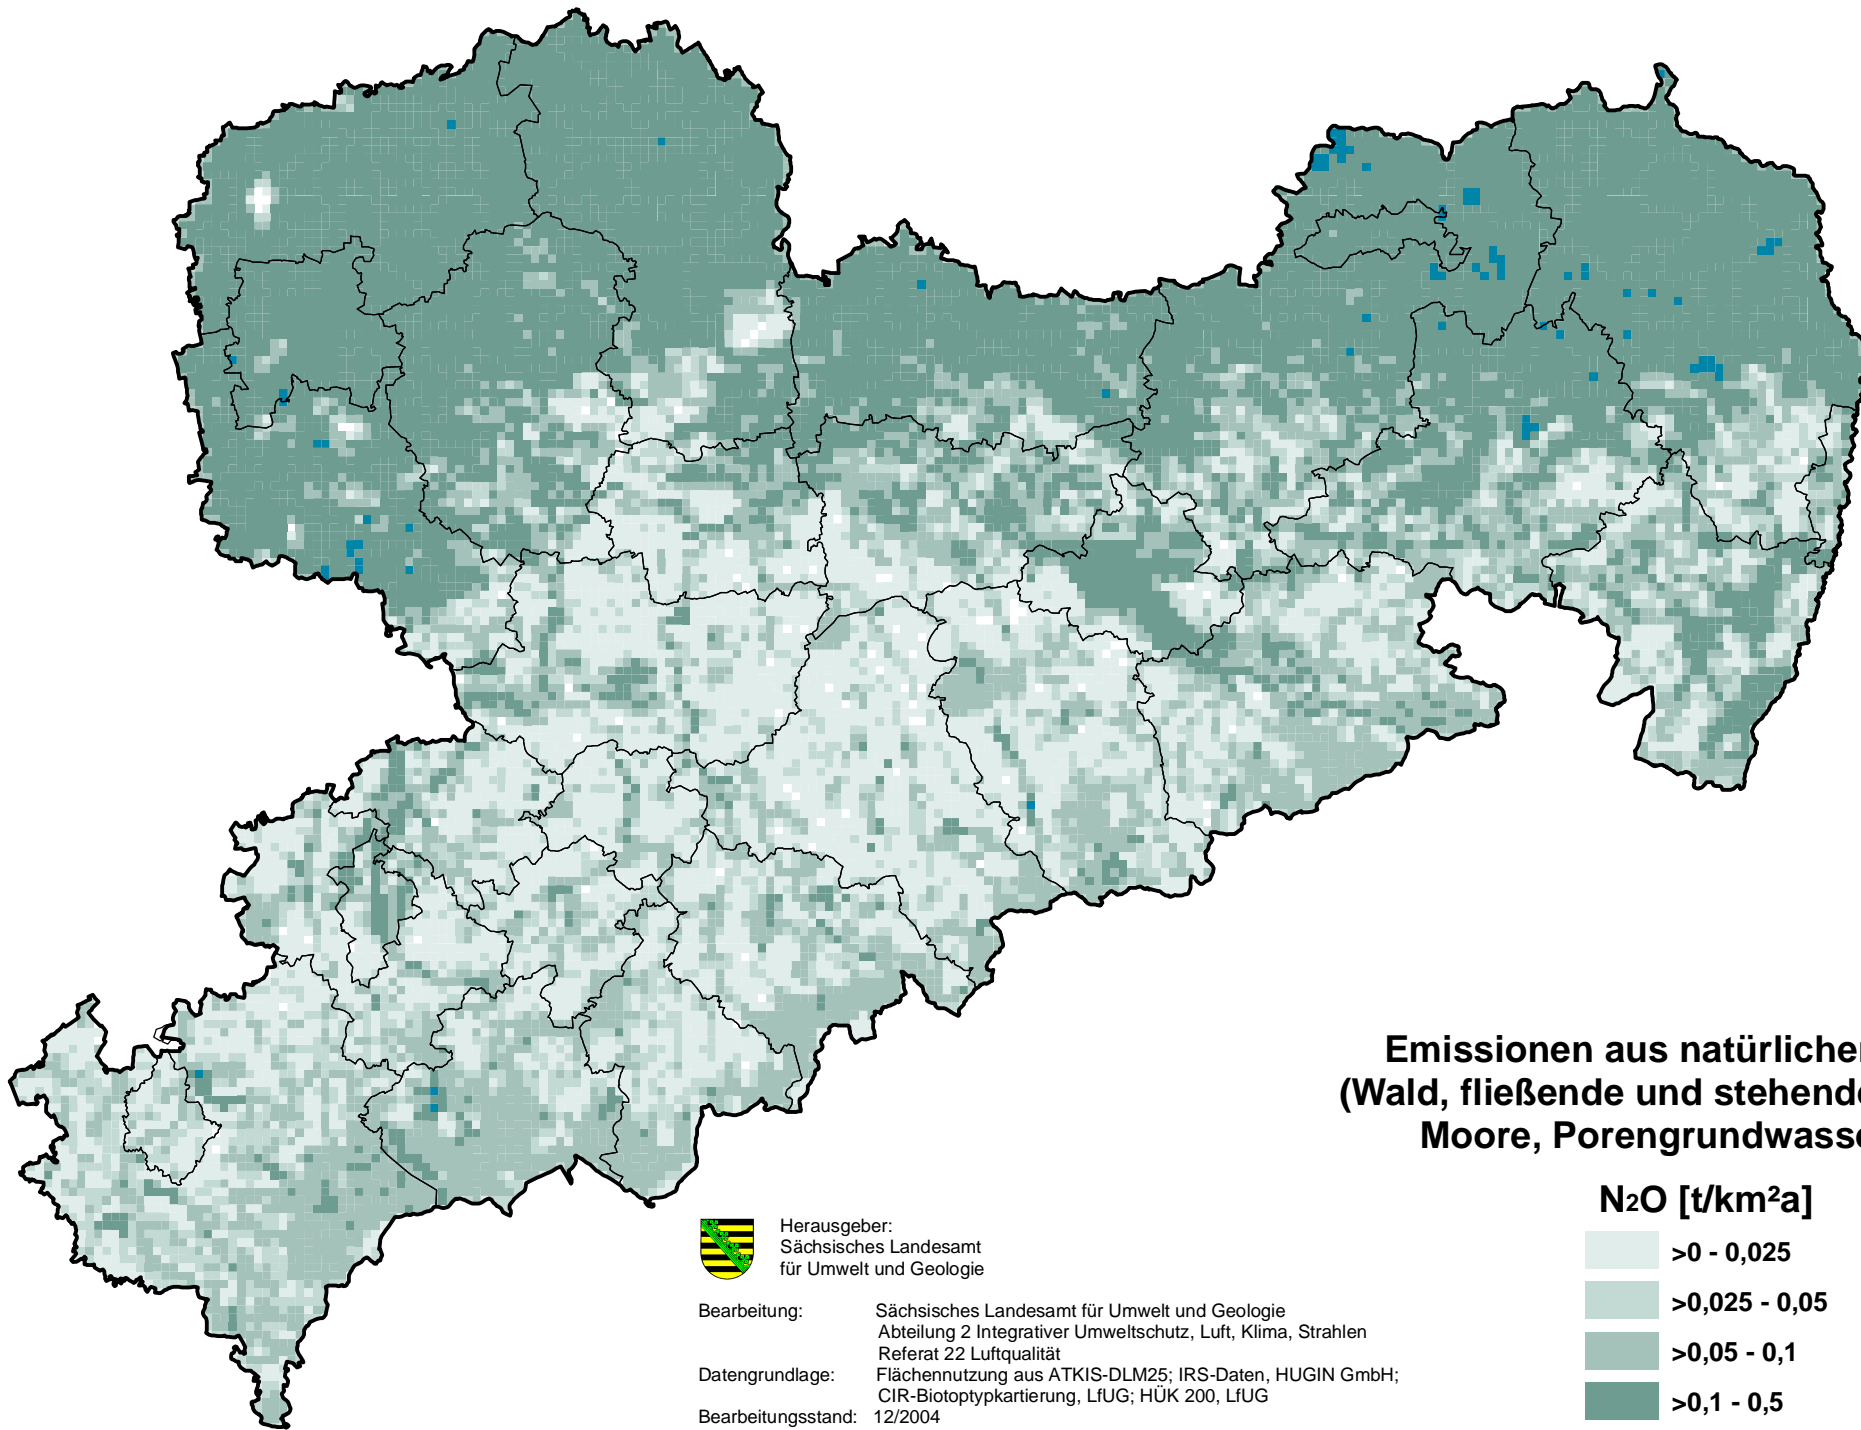 Emissionen aus natürlicher
(Wald, fließende und stehende
Moore, Porengrundwasse
N2O [t/km²a]
>0 - 0,025
>0,025 - 0,05
>0,05 - 0,1
>0,1 - 0,5
Herausgeber:
Sächsisches Landesamt
für Umwelt und Geologie
Bearbeitung: Sächsisches Landesamt für Umwelt und Geologie
Abteilung 2 Integrativer Umweltschutz, Luft, Klima, Strahlen
Referat 22 Luftqualität
Datengrundlage: Flächennutzung aus ATKIS-DLM25; IRS-Daten, HUGIN GmbH;
CIR-Biotoptypkartierung, LfUG; HÜK 200, LfUG
Bearbeitungsstand: 12/2004